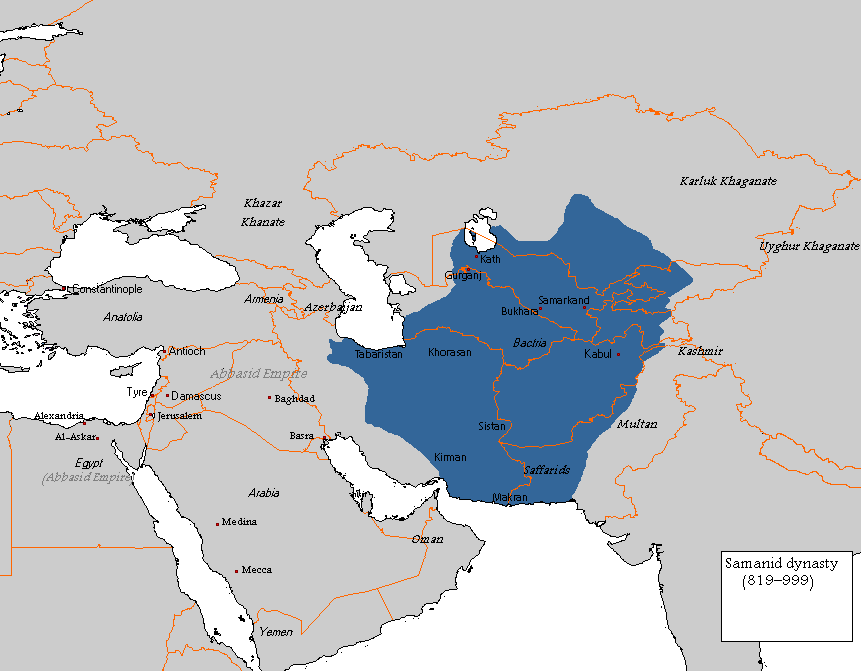 Karluk Khaganate
Khazar
Khanate
Uyghur Khaganate
Kath
Gurganj
Constantinople
Armenia
Azerbaijan
Samarkand
Bukhara
Anatolia
Bactria
Antioch
Tabaristan
Khorasan
Kabul
Kashmir
Abbasid Empire
Tyre
Damascus
Baghdad
Alexandria
Jerusalem
Multan
Sistan
Al-Askar
Basra
Kirman
Egypt
Saffarids
(Abbasid Empire)
Arabia
Makran
Medina
Oman
Samanid dynasty
(819–999)
Mecca
Yemen